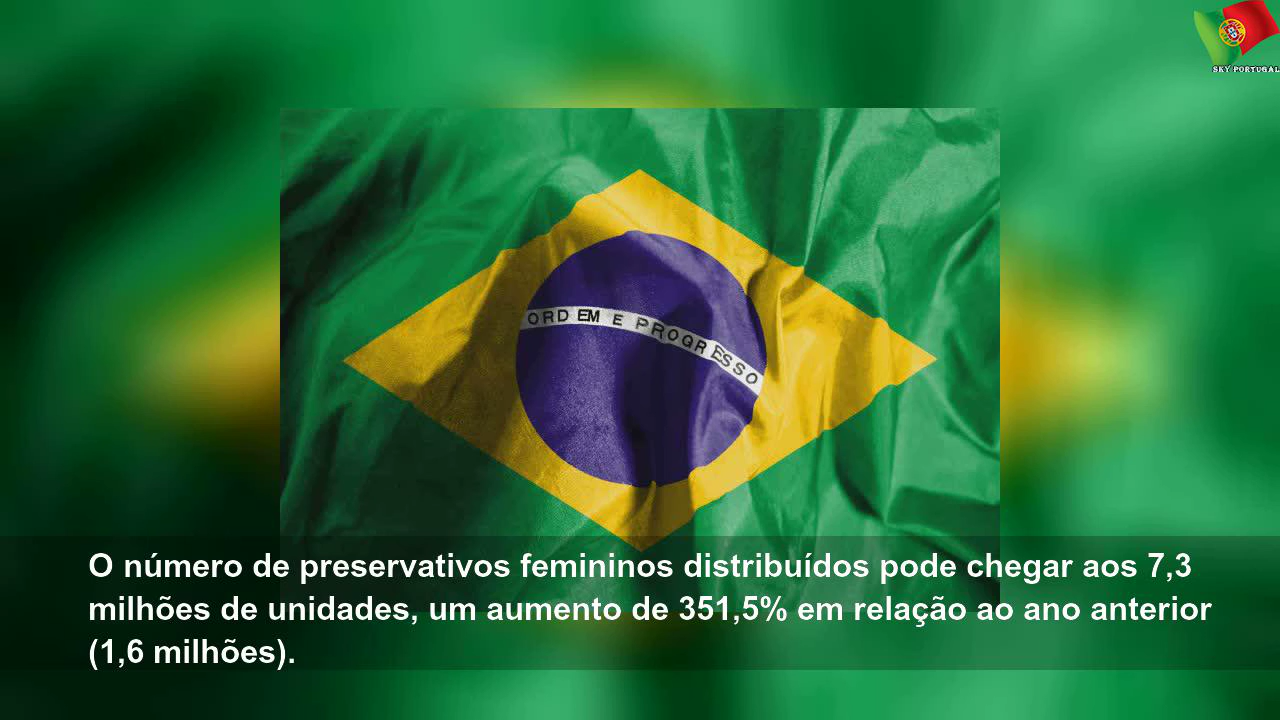 SKY PORTUGAL
ORDEM E PROGRESSO
O número de preservativos femininos distribuídos pode chegar aos 7,3
milhões de unidades, um aumento de 351,5% em relação ao ano anterior
(1,6 milhões).